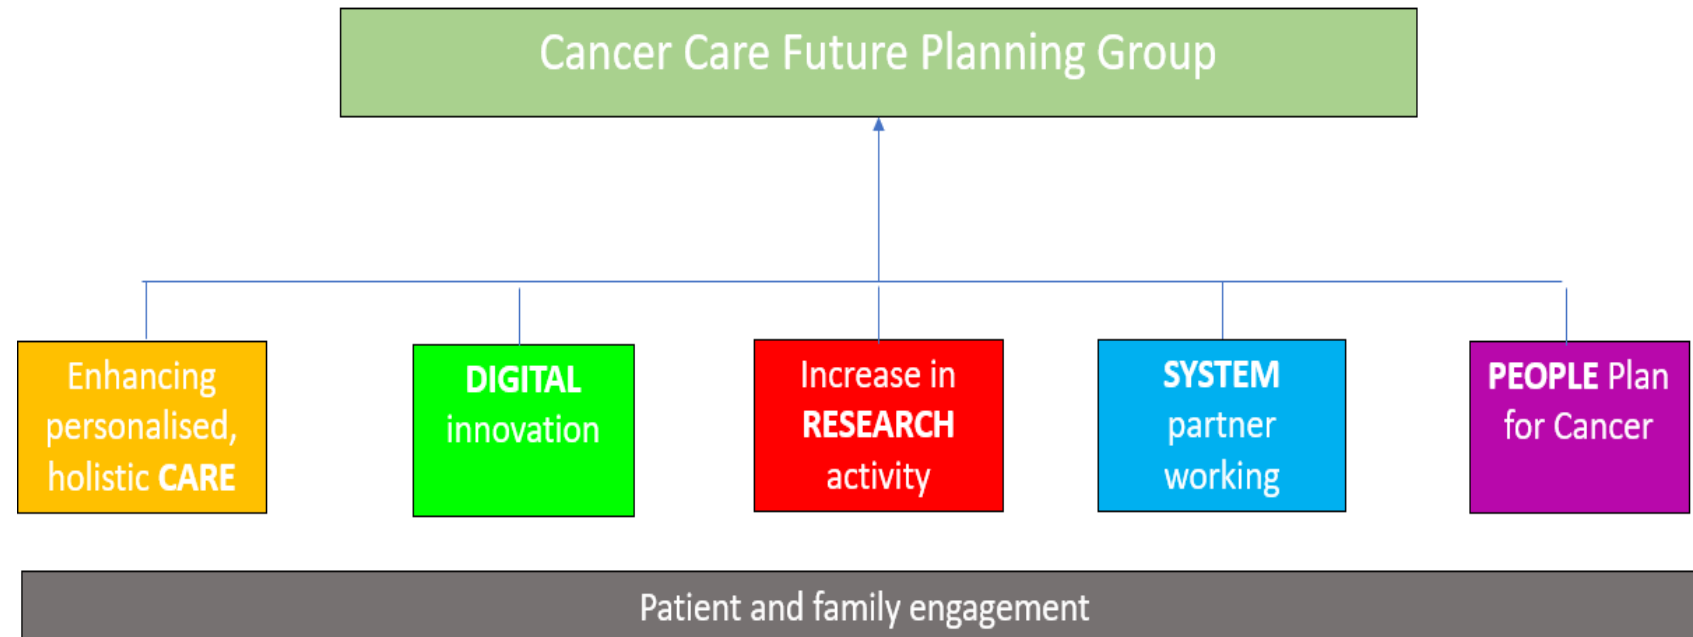 Cancer Care Future Planning Group
Enhancing
personalised,
holistic CARE
DIGITAL
innovation
Increase in
RESEARCH
activity
SYSTEM
partner
working
PEOPLE Plan
for Cancer
Patient and family engagement